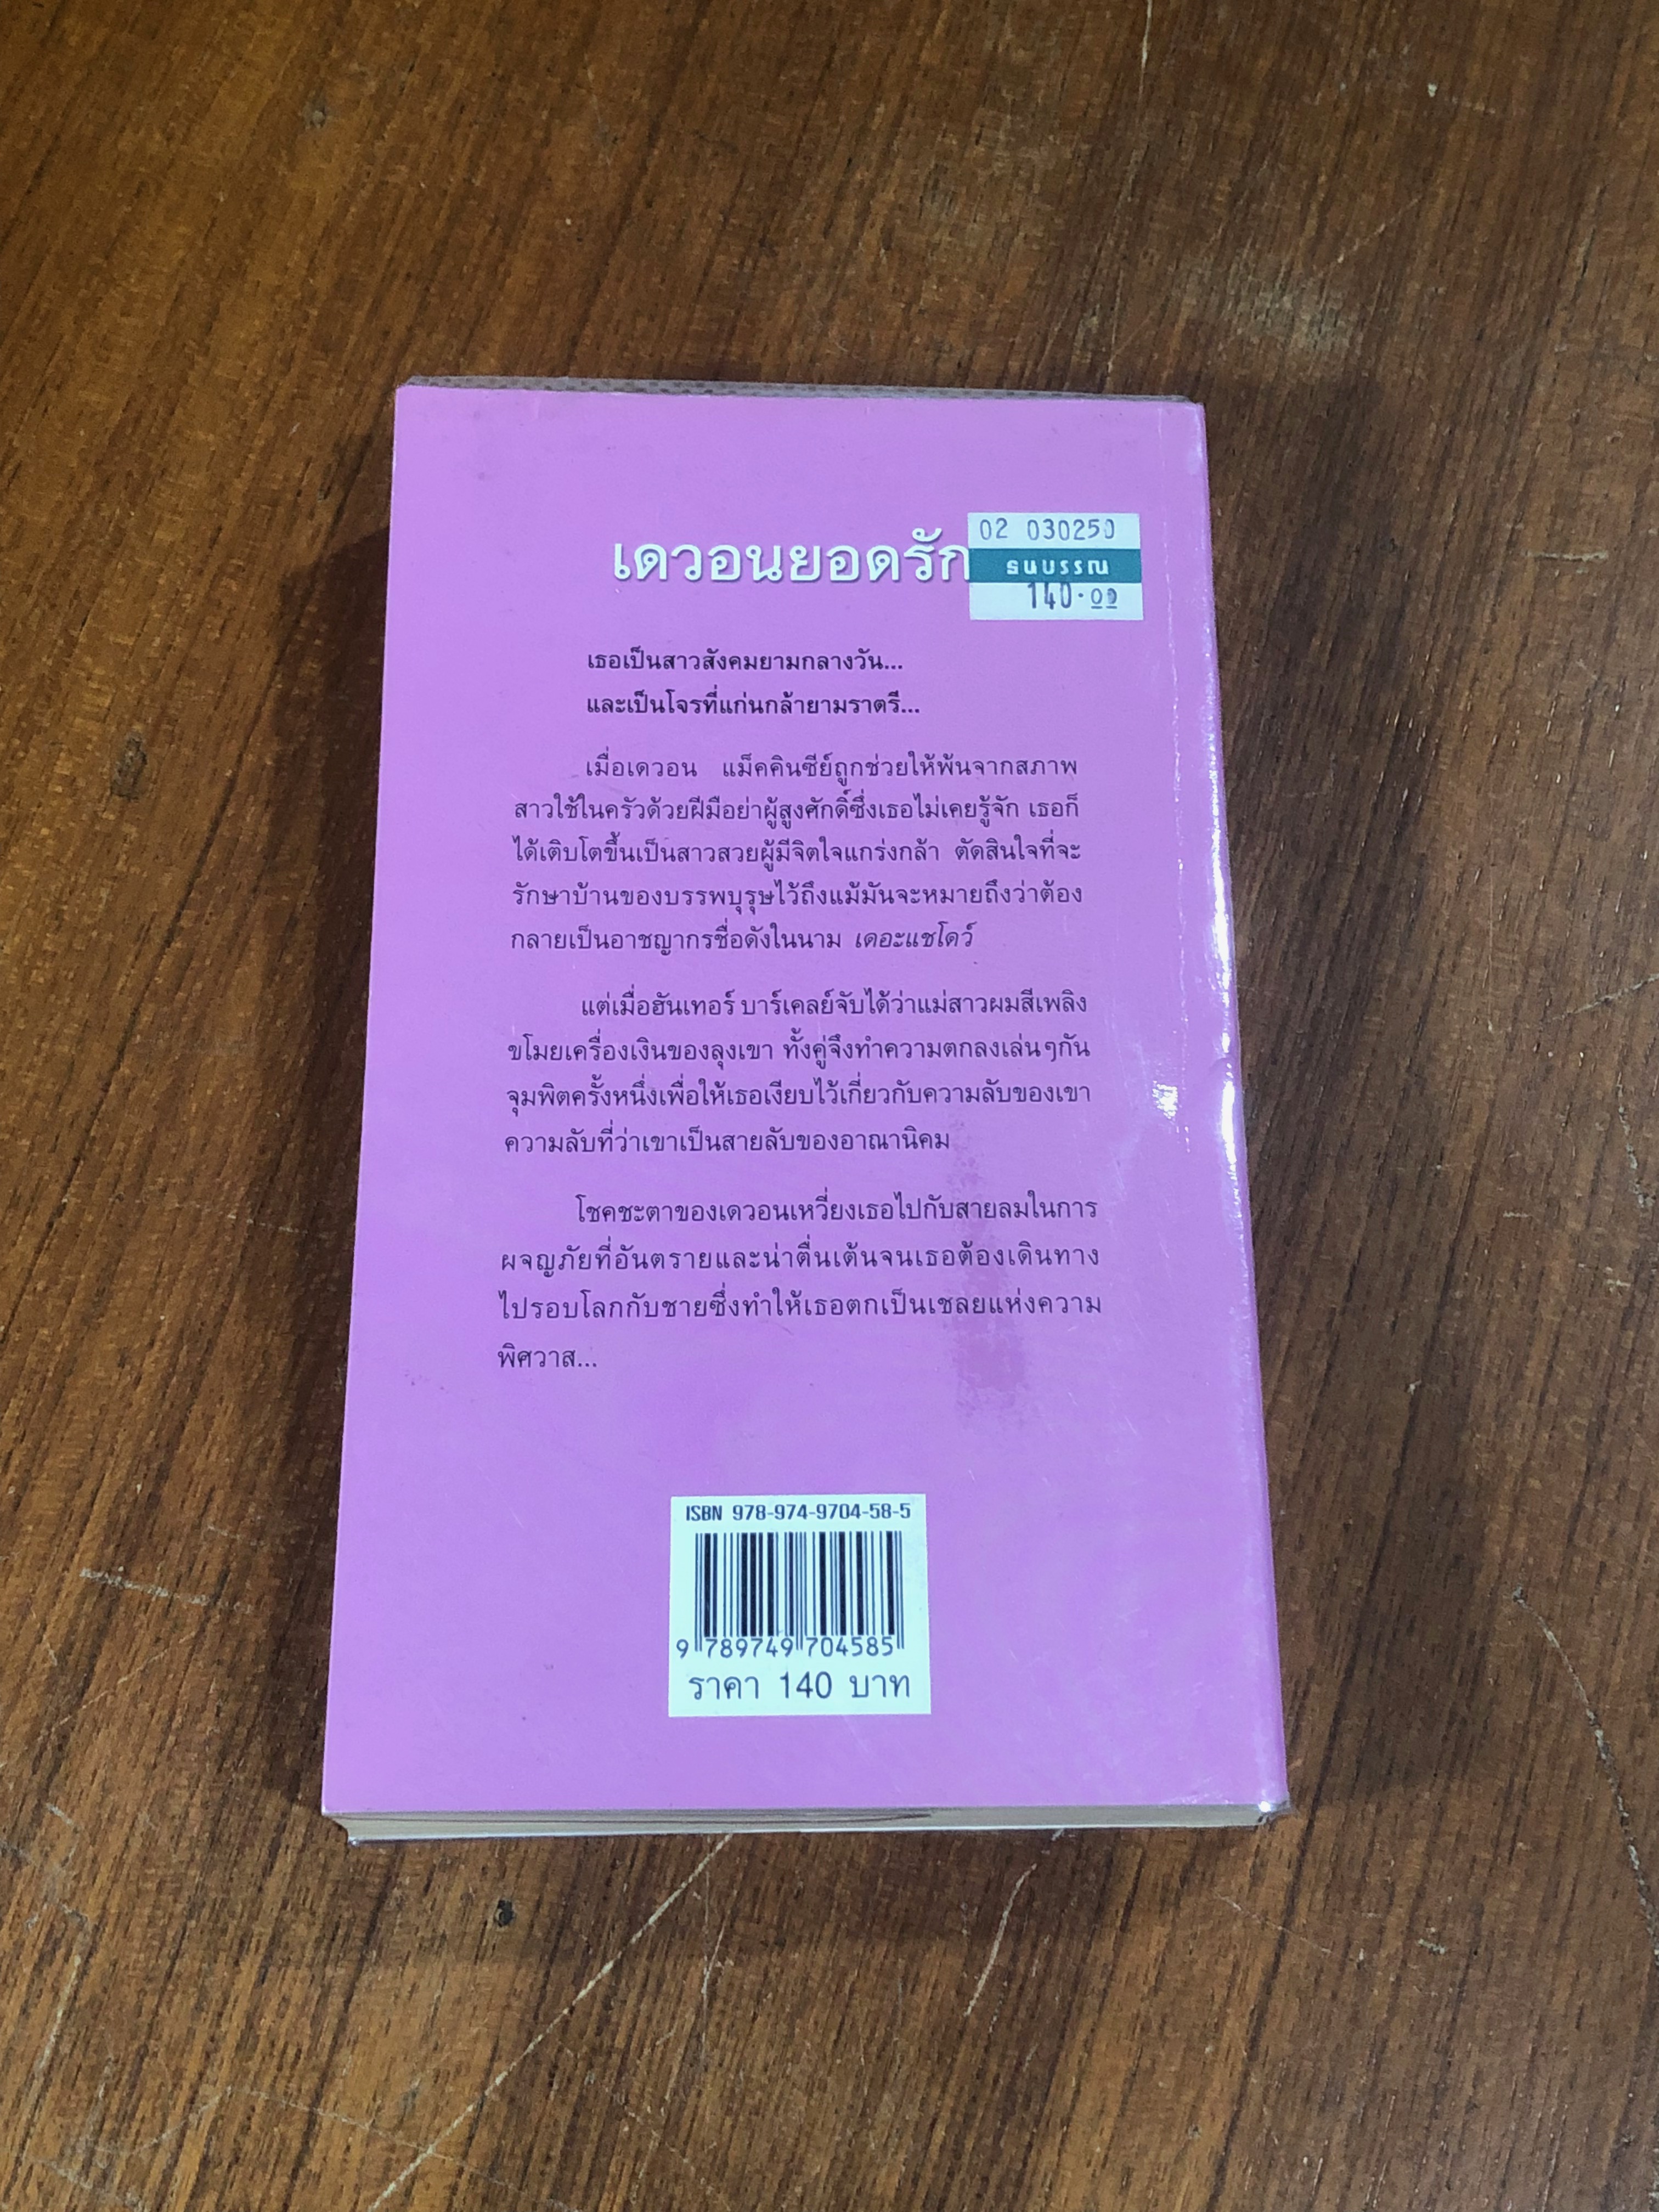 เดวอนยอดรัก
02 030250
ธนบรรณ
140.00
เธอเป็นสาวสังคมยามกลางวัน...
และเป็นโจรที่แก่นกล้ายามราตรี...
เมื่อเดวอน แม็คคินซีย์ถูกช่วยให้พ้นจากสภาพ
สาวใช้ในครัวด้วยฝีมือย่าผู้สูงศักดิ์ซึ่งเธอไม่เคยรู้จัก เธอก็
ได้เติบโตขึ้นเป็นสาวสวยผู้มีจิตใจแกร่งกล้า ตัดสินใจที่จะ
รักษาบ้านของบรรพบุรุษไว้ถึงแม้มันจะหมายถึงว่าต้อง
กลายเป็นอาชญากรชื่อดังในนาม เดอะแชโดว์
แต่เมื่อฮันเทอร์ บาร์เคลย์จับได้ว่าแม่สาวผมสีเพลิง
ขโมยเครื่องเงินของลุงเขา ทั้งคู่จึงทำความตกลงเล่นๆกัน
จุมพิตครั้งหนึ่งเพื่อให้เธอเงียบไว้เกี่ยวกับความลับของเขา
ความลับที่ว่าเขาเป็นสายลับของอาณานิคม
โชคชะตาของเดวอนเหวี่ยงเธอไปกับสายลมในการ
ผจญภัยที่อันตรายและน่าตื่นเต้นจนเธอต้องเดินทาง
ไปรอบโลกกับชายซึ่งทำให้เธอตกเป็นเชลยแห่งความ
พิศวาส...
ISBN 978-974-9704-58-5
9 789749 704585
ราคา 140 บาท